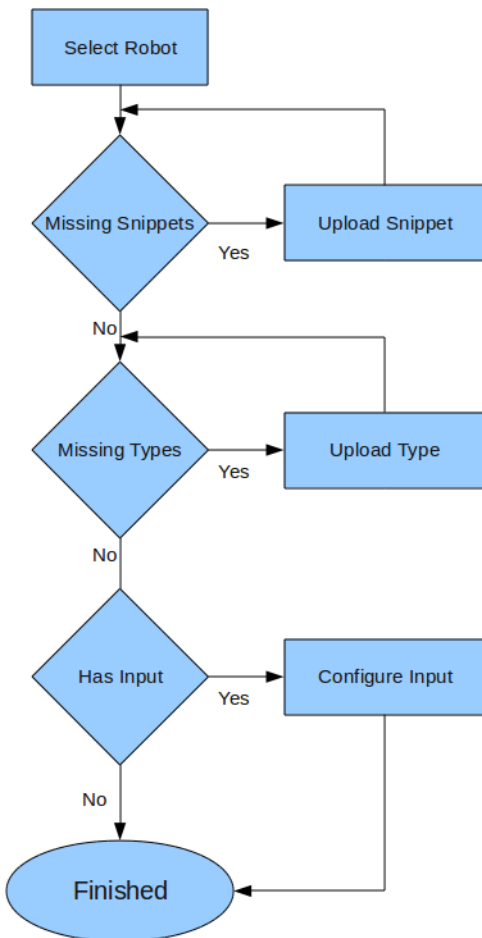 Select Robot
Missing Snippets
Yes
Upload Snippet
No
Missing Types
Yes
Upload Type
No
Has Input
Yes
Configure Input
No
Finished